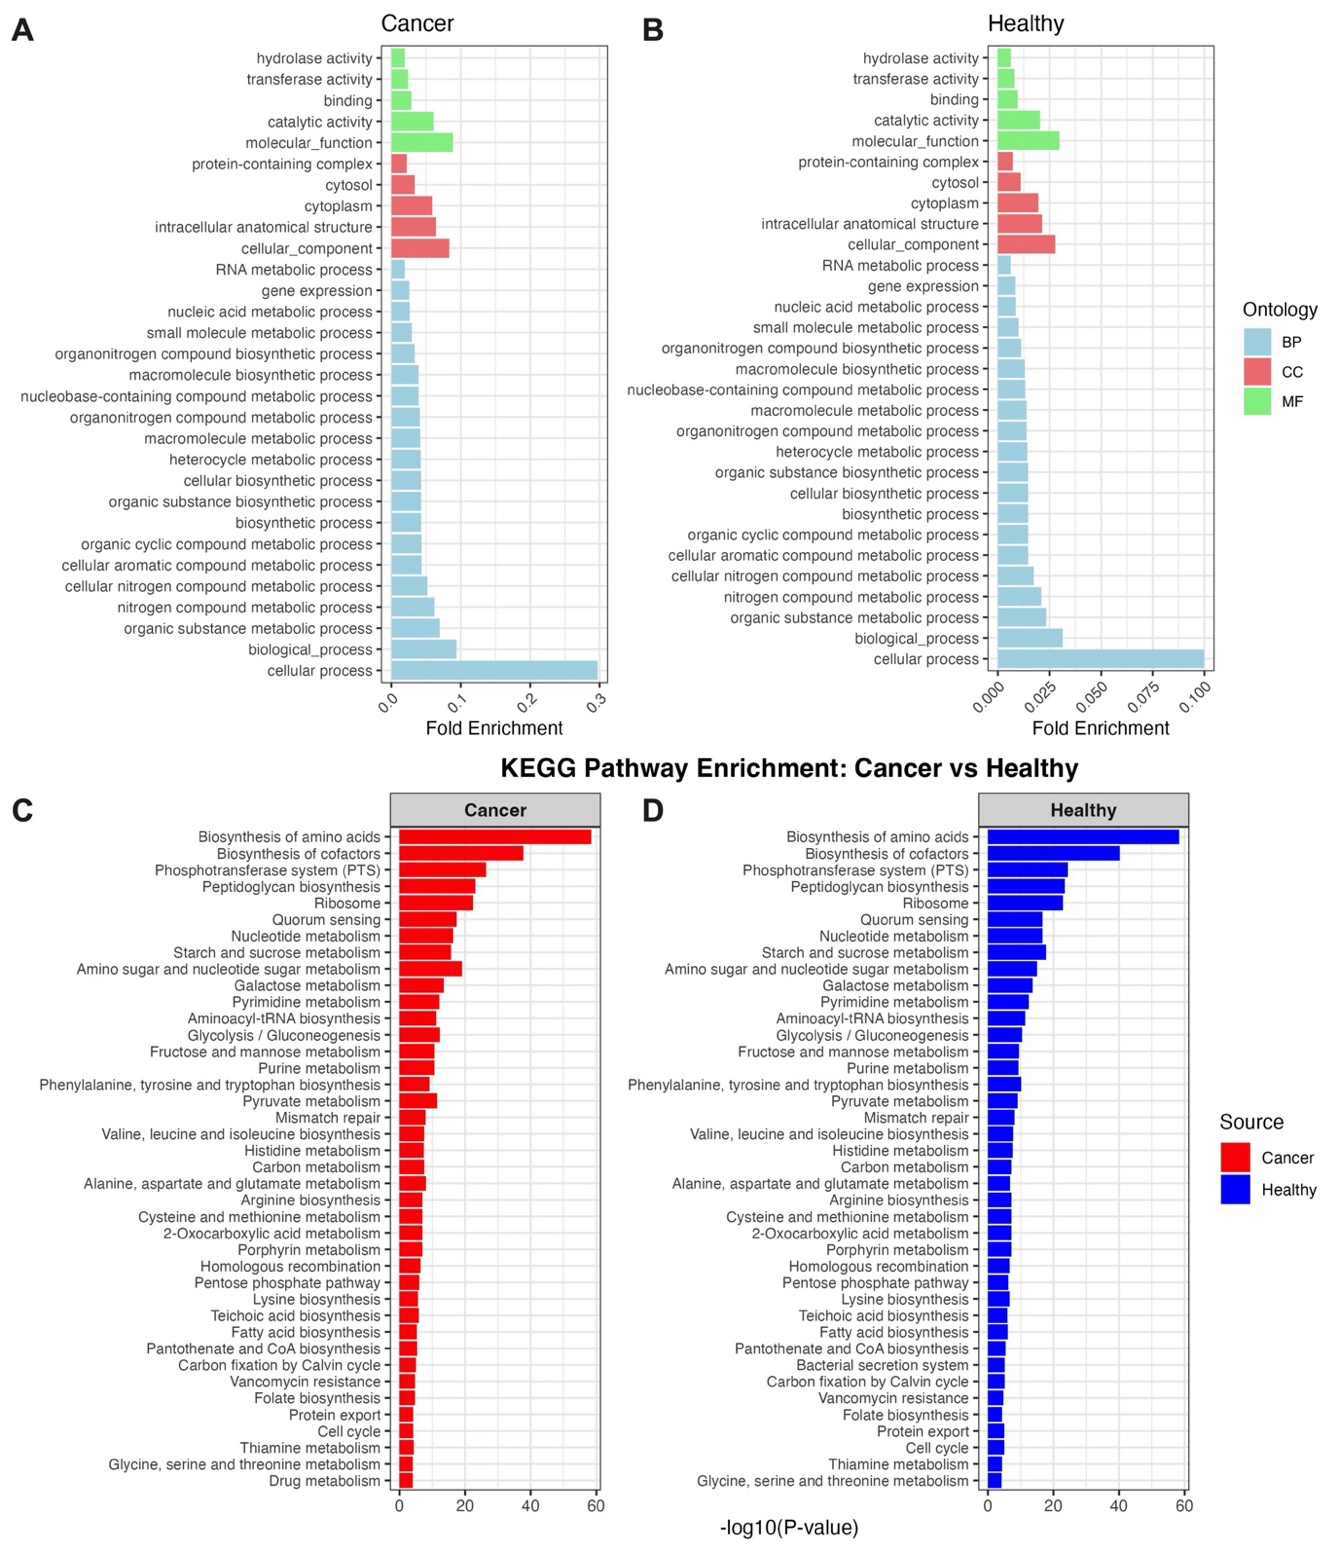 A
Cancer
hydrolase activity
transferase activity
binding
catalytic activity
molecular_function
protein-containing complex
cytosol
cytoplasm
intracellular anatomical structure
cellular_component
RNA metabolic process
gene expression
nucleic acid metabolic process
small molecule metabolic process
organonitrogen compound biosynthetic process
macromolecule biosynthetic process
nucleobase-containing compound metabolic process
organonitrogen compound metabolic process
macromolecule metabolic process
heterocycle metabolic process
cellular biosynthetic process
organic substance biosynthetic process
biosynthetic process
organic cyclic compound metabolic process
cellular aromatic compound metabolic process
cellular nitrogen compound metabolic process
nitrogen compound metabolic process
organic substance metabolic process
biological_process
cellular process
0.0 0.1 0.2 0.3
Fold Enrichment
B
Healthy
hydrolase activity
transferase activity
binding
catalytic activity
molecular_function
protein-containing complex
cytosol
cytoplasm
intracellular anatomical structure
cellular_component
RNA metabolic process
gene expression
nucleic acid metabolic process
small molecule metabolic process
organonitrogen compound biosynthetic process
macromolecule biosynthetic process
nucleobase-containing compound metabolic process
macromolecule metabolic process
organonitrogen compound metabolic process
heterocycle metabolic process
organic substance biosynthetic process
cellular biosynthetic process
biosynthetic process
organic cyclic compound metabolic process
cellular aromatic compound metabolic process
cellular nitrogen compound metabolic process
nitrogen compound metabolic process
organic substance metabolic process
biological_process
cellular process
0.000 0.025 0.050 0.075 0.100
Fold Enrichment
Ontology
BP
CC
MF
KEGG Pathway Enrichment: Cancer vs Healthy
C
Cancer
Biosynthesis of amino acids
Biosynthesis of cofactors
Phosphotransferase system (PTS)
Peptidoglycan biosynthesis
Ribosome
Quorum sensing
Nucleotide metabolism
Starch and sucrose metabolism
Amino sugar and nucleotide sugar metabolism
Galactose metabolism
Pyrimidine metabolism
Aminoacyl-tRNA biosynthesis
Glycolysis / Gluconeogenesis
Fructose and mannose metabolism
Purine metabolism
Phenylalanine, tyrosine and tryptophan biosynthesis
Pyruvate metabolism
Mismatch repair
Valine, leucine and isoleucine biosynthesis
Histidine metabolism
Carbon metabolism
Alanine, aspartate and glutamate metabolism
Arginine biosynthesis
Cysteine and methionine metabolism
2-Oxocarboxylic acid metabolism
Porphyrin metabolism
Homologous recombination
Pentose phosphate pathway
Lysine biosynthesis
Teichoic acid biosynthesis
Fatty acid biosynthesis
Pantothenate and CoA biosynthesis
Carbon fixation by Calvin cycle
Vancomycin resistance
Folate biosynthesis
Protein export
Cell cycle
Thiamine metabolism
Glycine, serine and threonine metabolism
Drug metabolism
0 20 40 60
D
Healthy
Biosynthesis of amino acids
Biosynthesis of cofactors
Phosphotransferase system (PTS)
Peptidoglycan biosynthesis
Ribosome
Quorum sensing
Nucleotide metabolism
Starch and sucrose metabolism
Amino sugar and nucleotide sugar metabolism
Galactose metabolism
Pyrimidine metabolism
Aminoacyl-tRNA biosynthesis
Glycolysis / Gluconeogenesis
Fructose and mannose metabolism
Purine metabolism
Phenylalanine, tyrosine and tryptophan biosynthesis
Pyruvate metabolism
Mismatch repair
Valine, leucine and isoleucine biosynthesis
Histidine metabolism
Carbon metabolism
Alanine, aspartate and glutamate metabolism
Arginine biosynthesis
Cysteine and methionine metabolism
2-Oxocarboxylic acid metabolism
Porphyrin metabolism
Homologous recombination
Pentose phosphate pathway
Lysine biosynthesis
Teichoic acid biosynthesis
Fatty acid biosynthesis
Pantothenate and CoA biosynthesis
Bacterial secretion system
Carbon fixation by Calvin cycle
Vancomycin resistance
Folate biosynthesis
Protein export
Cell cycle
Thiamine metabolism
Glycine, serine and threonine metabolism
0 20 40 60
-log10(P-value)
Source
Cancer
Healthy